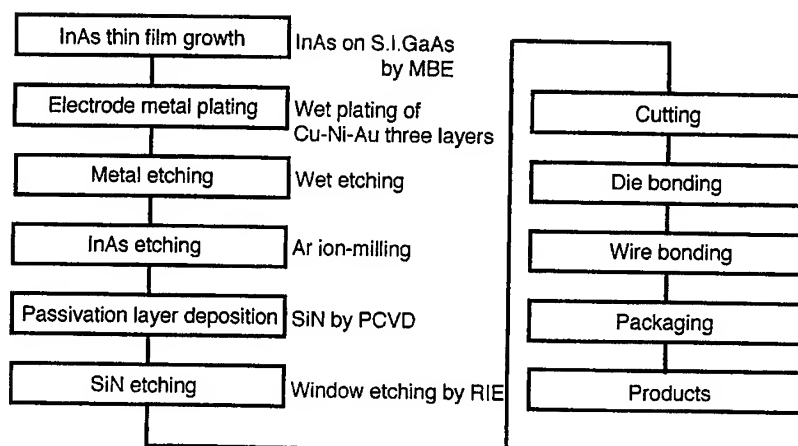 InAs thin film growth
InAs on S.I.GaAs
by MBE
Electrode metal plating
Wet plating of
Cu-Ni-Au three layers
Metal etching
Wet etching
InAs etching
Ar ion-milling
Passivation layer deposition
SiN by PCVD
SiN etching
Window etching by RIE
Cutting
Die bonding
Wire bonding
Packaging
Products